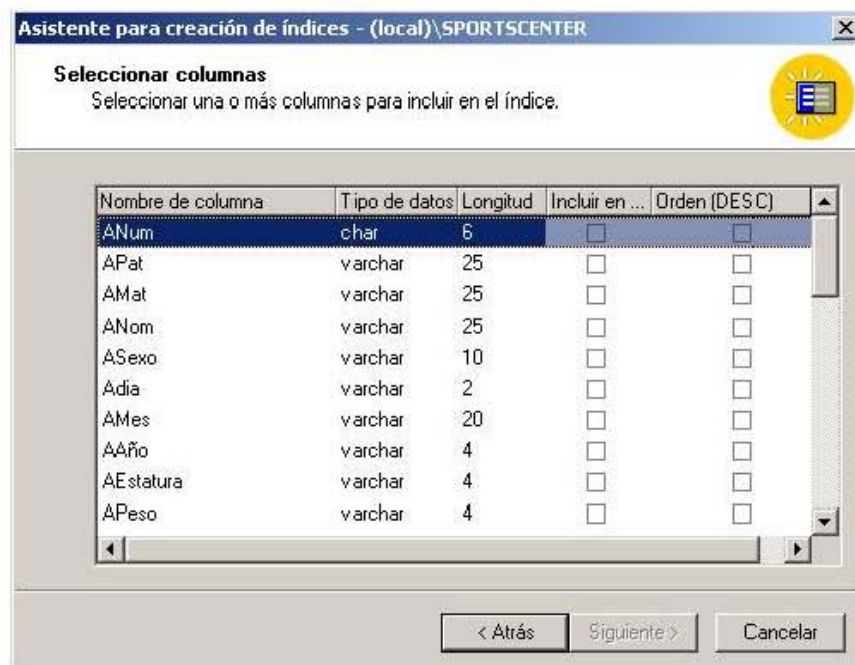 Asistente para creación de índices - (local)\SPORTSCENTER
Seleccionar columnas
Seleccionar una o más columnas para incluir en el índice.
Nombre de columna Tipo de datos Longitud Incluir en ... Orden (DESC)
ANum char 6
APat varchar 25
AMat varchar 25
ANom varchar 25
ASexo varchar 10
Adia varchar 2
AMes varchar 20
AAño varchar 4
AEstatura varchar 4
APeso varchar 4
< Atrás Siguiente > Cancelar